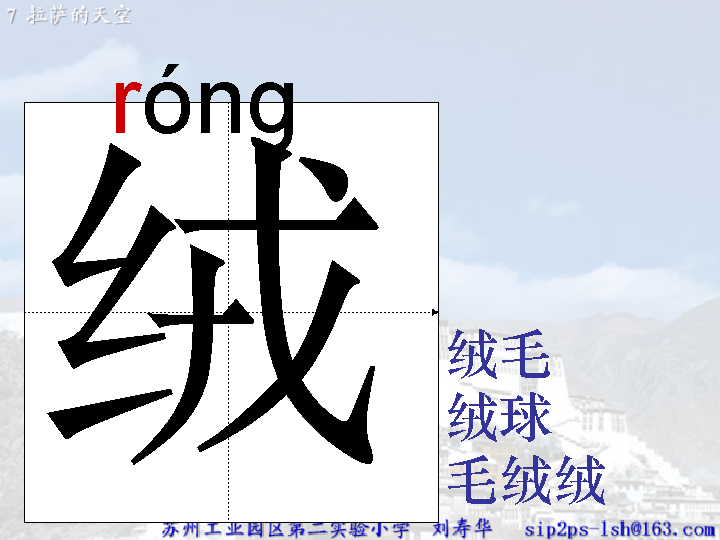 7 拉萨的天空
róng
绒
绒毛
绒球
毛绒绒
苏州工业园区第二实验小学 刘寿华 sip2ps-lsh@163.com